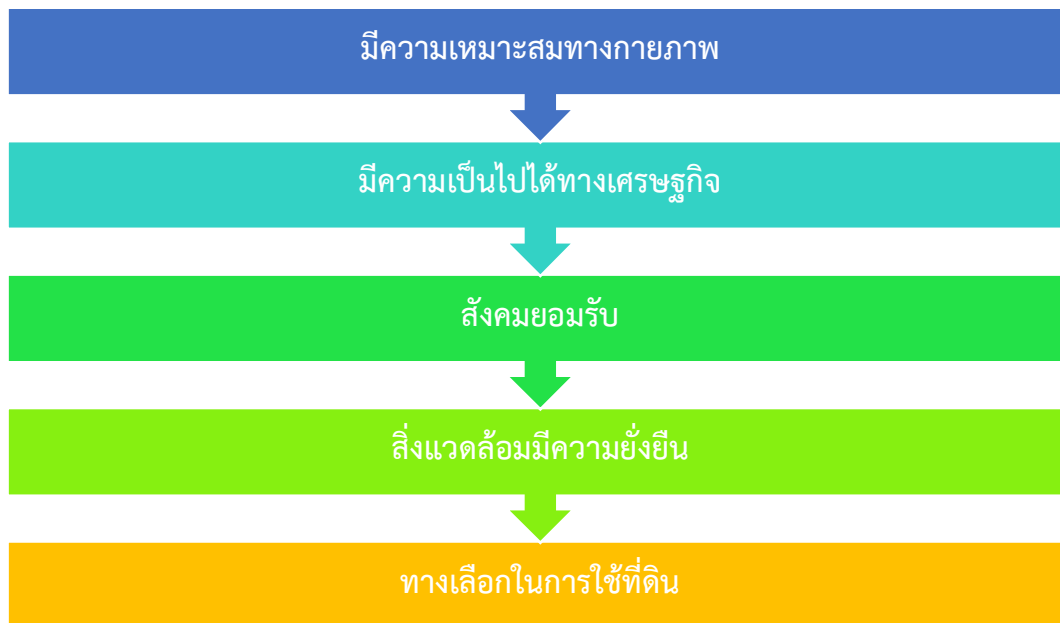 มีความเหมาะสมทางกายภาพ
มีความเป็นไปได้ทางเศรษฐกิจ
สังคมยอมรับ
สิ่งแวดล้อมมีความยั่งยืน
ทางเลือกในการใช้ที่ดิน